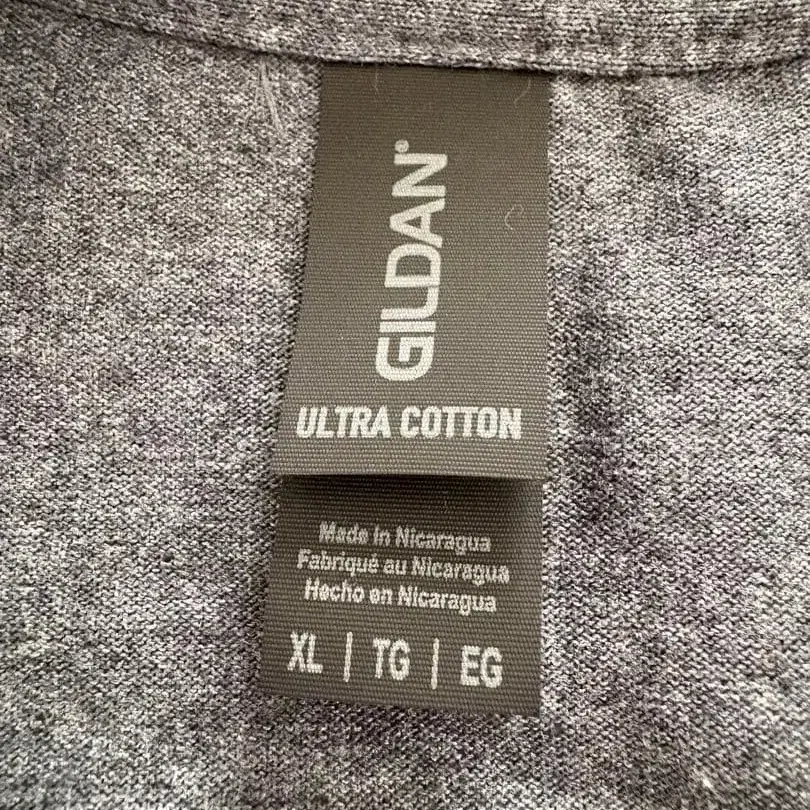 GILDAN®
ULTRA COTTON
Made in Nicaragua
Fabriqué au Nicaragua
Hecho en Nicaragua
XL | TG | EG